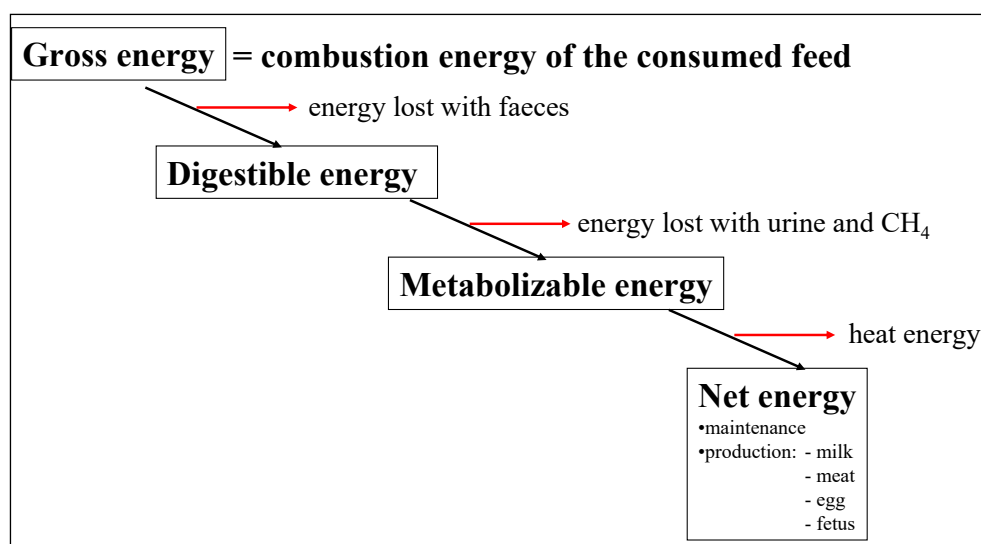 Gross energy = combustion energy of the consumed feed
energy lost with faeces
Digestible energy
energy lost with urine and CH₄
Metabolizable energy
heat energy
Net energy
•maintenance
•production: - milk
- meat
- egg
- fetus